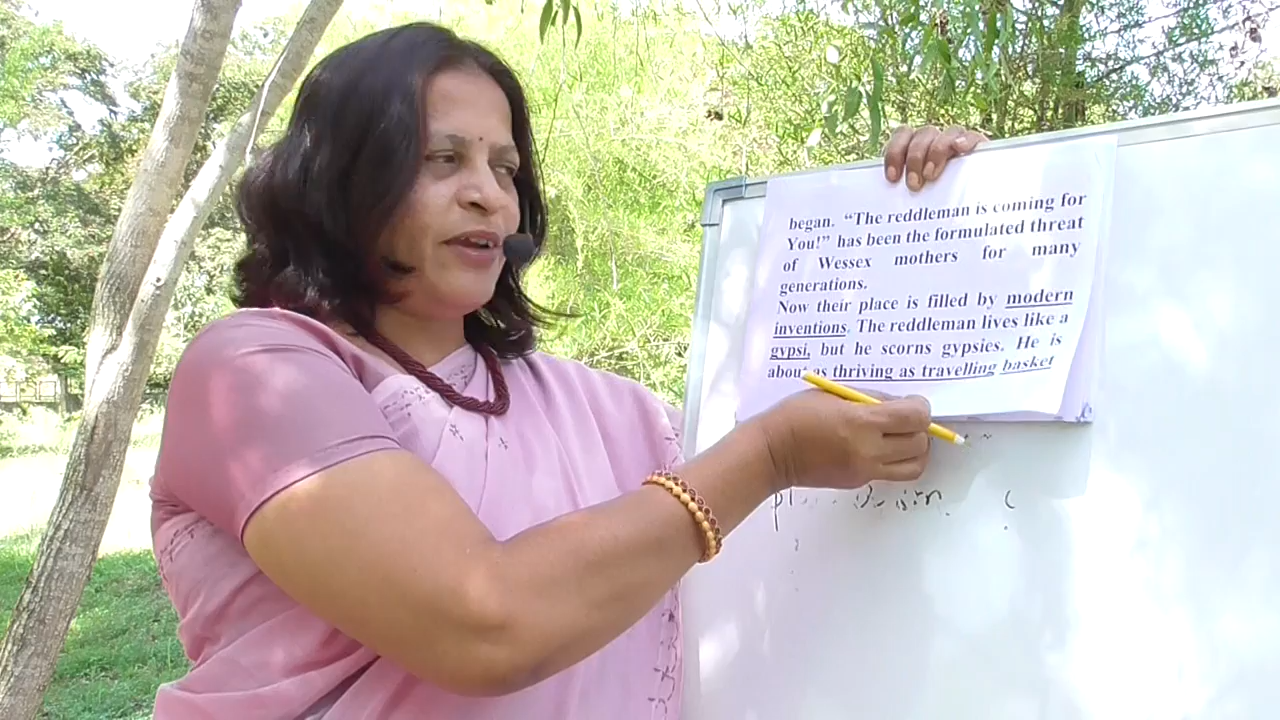 began. “The reddleman is coming for
You!” has been the formulated threat
of Wessex mothers for many
generations.
Now their place is filled by modern
inventions. The reddleman lives like a
gypsi, but he scorns gypsies. He is
about as thriving as travelling basket